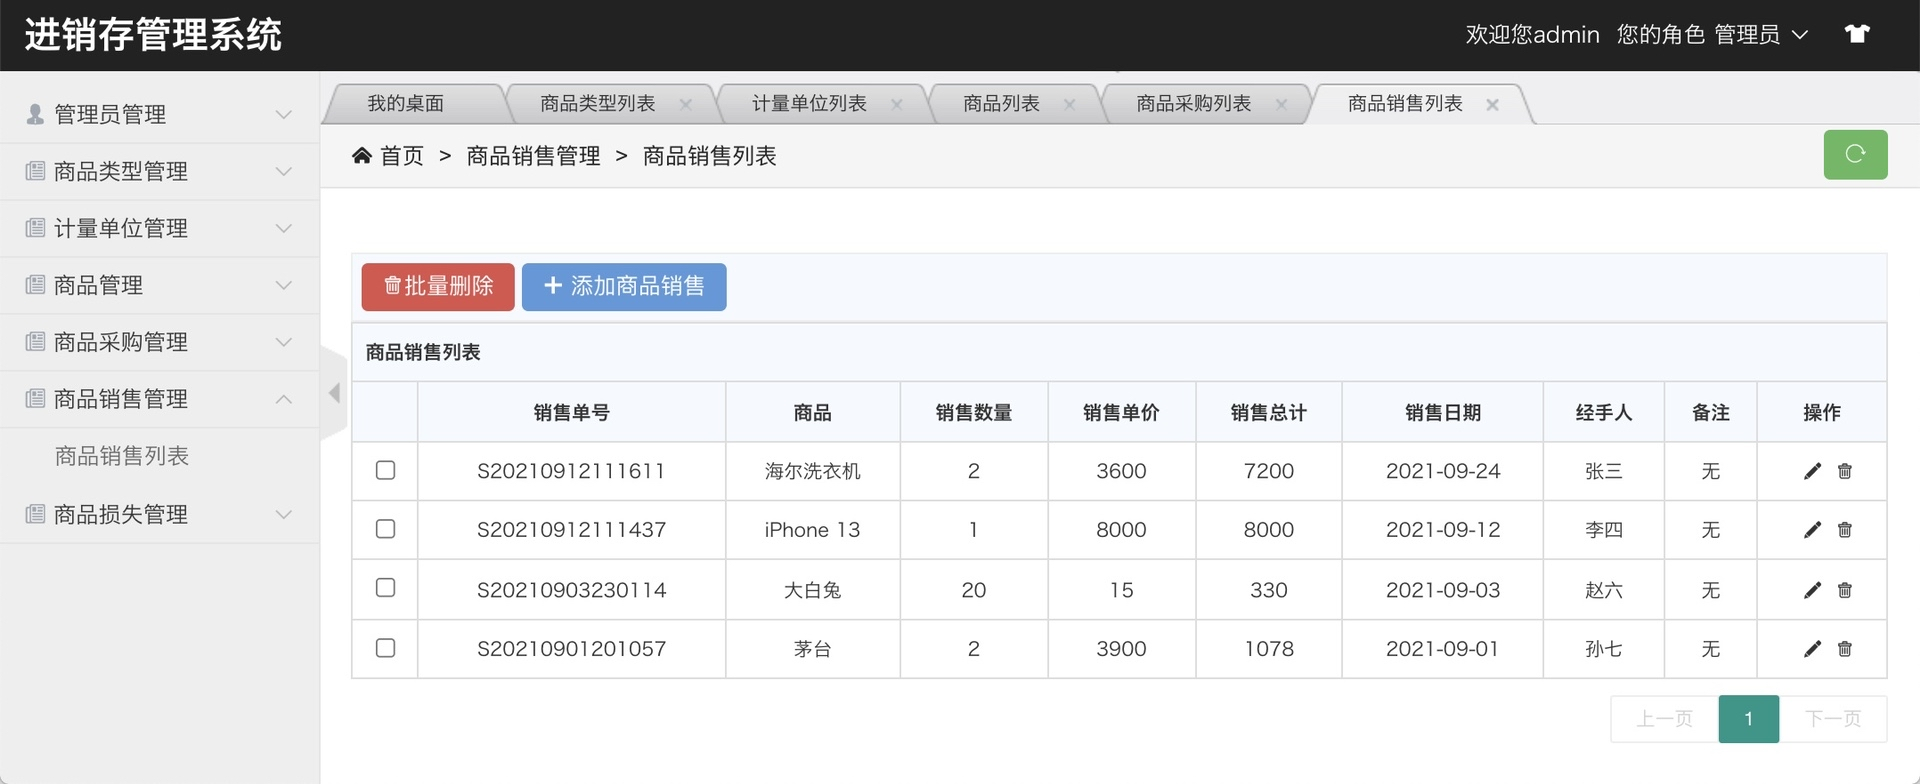 进销存管理系统
欢迎您admin 您的角色 管理员
管理员管理
商品类型管理
计量单位管理
商品管理
商品采购管理
商品销售管理
商品销售列表
商品损失管理
我的桌面 商品类型列表 计量单位列表 商品列表 商品采购列表 商品销售列表
首页 > 商品销售管理 > 商品销售列表
批量删除 添加商品销售
商品销售列表
销售单号 商品 销售数量 销售单价 销售总计 销售日期 经手人 备注 操作
S20210912111611 海尔洗衣机 2 3600 7200 2021-09-24 张三 无
S20210912111437 iPhone 13 1 8000 8000 2021-09-12 李四 无
S20210903230114 大白兔 20 15 330 2021-09-03 赵六 无
S20210901201057 茅台 2 3900 1078 2021-09-01 孙七 无
上一页 1 下一页